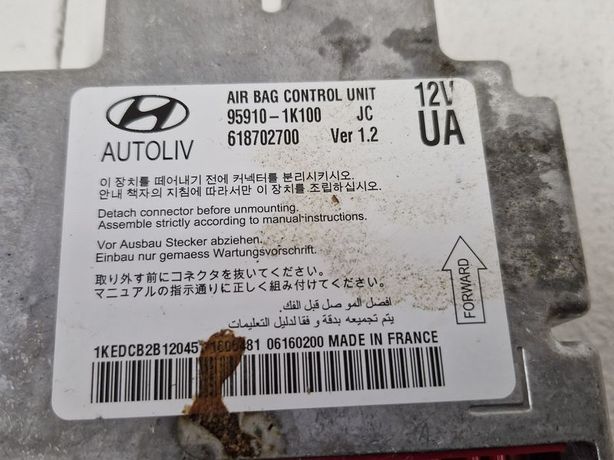 AIR BAG CONTROL UNIT 12V
95910-1K100 JC UA
618702700 Ver 1.2
AUTOLIV
이 장치를 떼어내기 전에 커넥터를 분리시키시오.
안내 책자의 지침에 따라서만 이 장치를 조립하십시오.
Detach connector before unmounting.
Assemble strictly according to manual-instructions.
Vor Ausbau Stecker abziehen.
Einbau nur gemaess Wartungsvorschrift.
取り外す前にコネクタを抜いてください。
マニュアルの指示通りに正しく組み付けてください。
افصل الموصل قبل الفك.
يتم تجميعه بدقة و فقا لدليل التعليمات
FORWARD
1KEDCB2B12045 06160200 MADE IN FRANCE